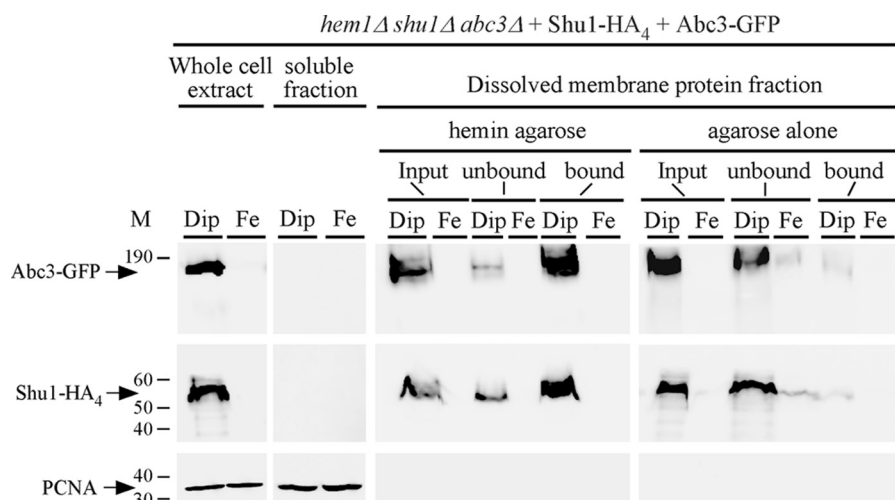 hem1Δ shu1Δ abc3Δ + Shu1-HA4 + Abc3-GFP
Whole cell extract
soluble fraction
Dissolved membrane protein fraction
hemin agarose
agarose alone
Input unbound bound Input unbound bound
M Dip Fe Dip Fe Dip Fe Dip Fe Dip Fe Dip Fe Dip Fe Dip Fe
190
Abc3-GFP
60
Shu1-HA4
50
40
40
PCNA
30